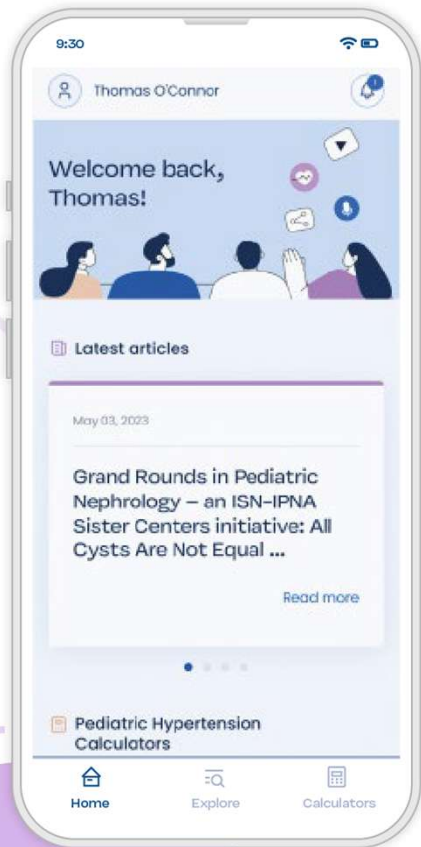 9:30
Thomas O'Connor
1
Welcome back,
Thomas!
Latest articles
May 03, 2023
Grand Rounds in Pediatric
Nephrology – an ISN-IPNA
Sister Centers initiative: All
Cysts Are Not Equal ...
Read more
Pediatric Hypertension
Calculators
Home
Explore
Calculators